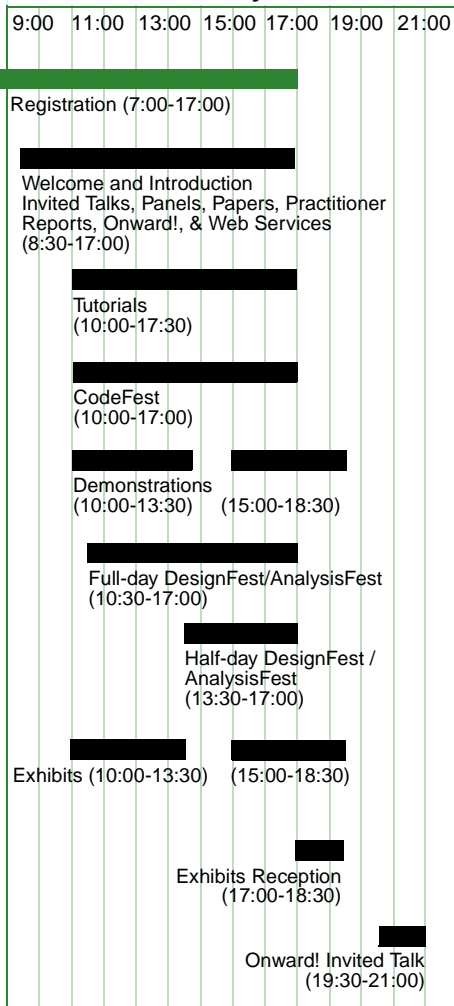 9:00 11:00 13:00 15:00 17:00 19:00 21:00
Registration (7:00-17:00)
Welcome and Introduction
Invited Talks, Panels, Papers, Practitioner
Reports, Onward!, & Web Services
(8:30-17:00)
Tutorials
(10:00-17:30)
CodeFest
(10:00-17:00)
Demonstrations
(10:00-13:30) (15:00-18:30)
Full-day DesignFest/AnalysisFest
(10:30-17:00)
Half-day DesignFest /
AnalysisFest
(13:30-17:00)
Exhibits (10:00-13:30) (15:00-18:30)
Exhibits Reception
(17:00-18:30)
Onward! Invited Talk
(19:30-21:00)